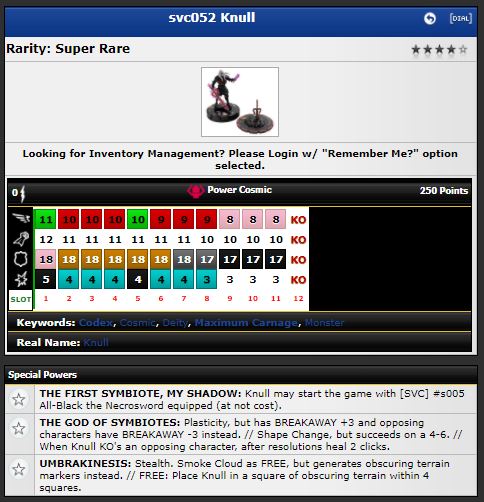 svc052 Knull
[DIAL]
Rarity: Super Rare
Looking for Inventory Management? Please Login w/ "Remember Me?" option
selected.
0 Power Cosmic 250 Points
11 10 10 10 10 9 9 9 8 8 8 KO
12 11 11 11 11 11 11 10 10 10 10 KO
18 18 18 18 18 18 18 17 17 17 17 KO
5 4 4 4 5 4 4 3 3 3 3 KO
SLOT 1 2 3 4 5 6 7 8 9 10 11 12
Keywords: Codex, Cosmic, Deity, Maximum Carnage, Monster
Real Name: Knull
Special Powers
THE FIRST SYMBIOTE, MY SHADOW: Knull may start the game with [SVC] #s005
All-Black the Necrosword equipped (at not cost).
THE GOD OF SYMBIOTES: Plasticity, but has BREAKAWAY +3 and opposing
characters have BREAKAWAY -3 instead. // Shape Change, but succeeds on a 4-6. //
When Knull KO's an opposing character, after resolutions heal 2 clicks.
UMBRAKINESIS: Stealth. Smoke Cloud as FREE, but generates obscuring terrain
markers instead. // FREE: Place Knull in a square of obscuring terrain within 4
squares.